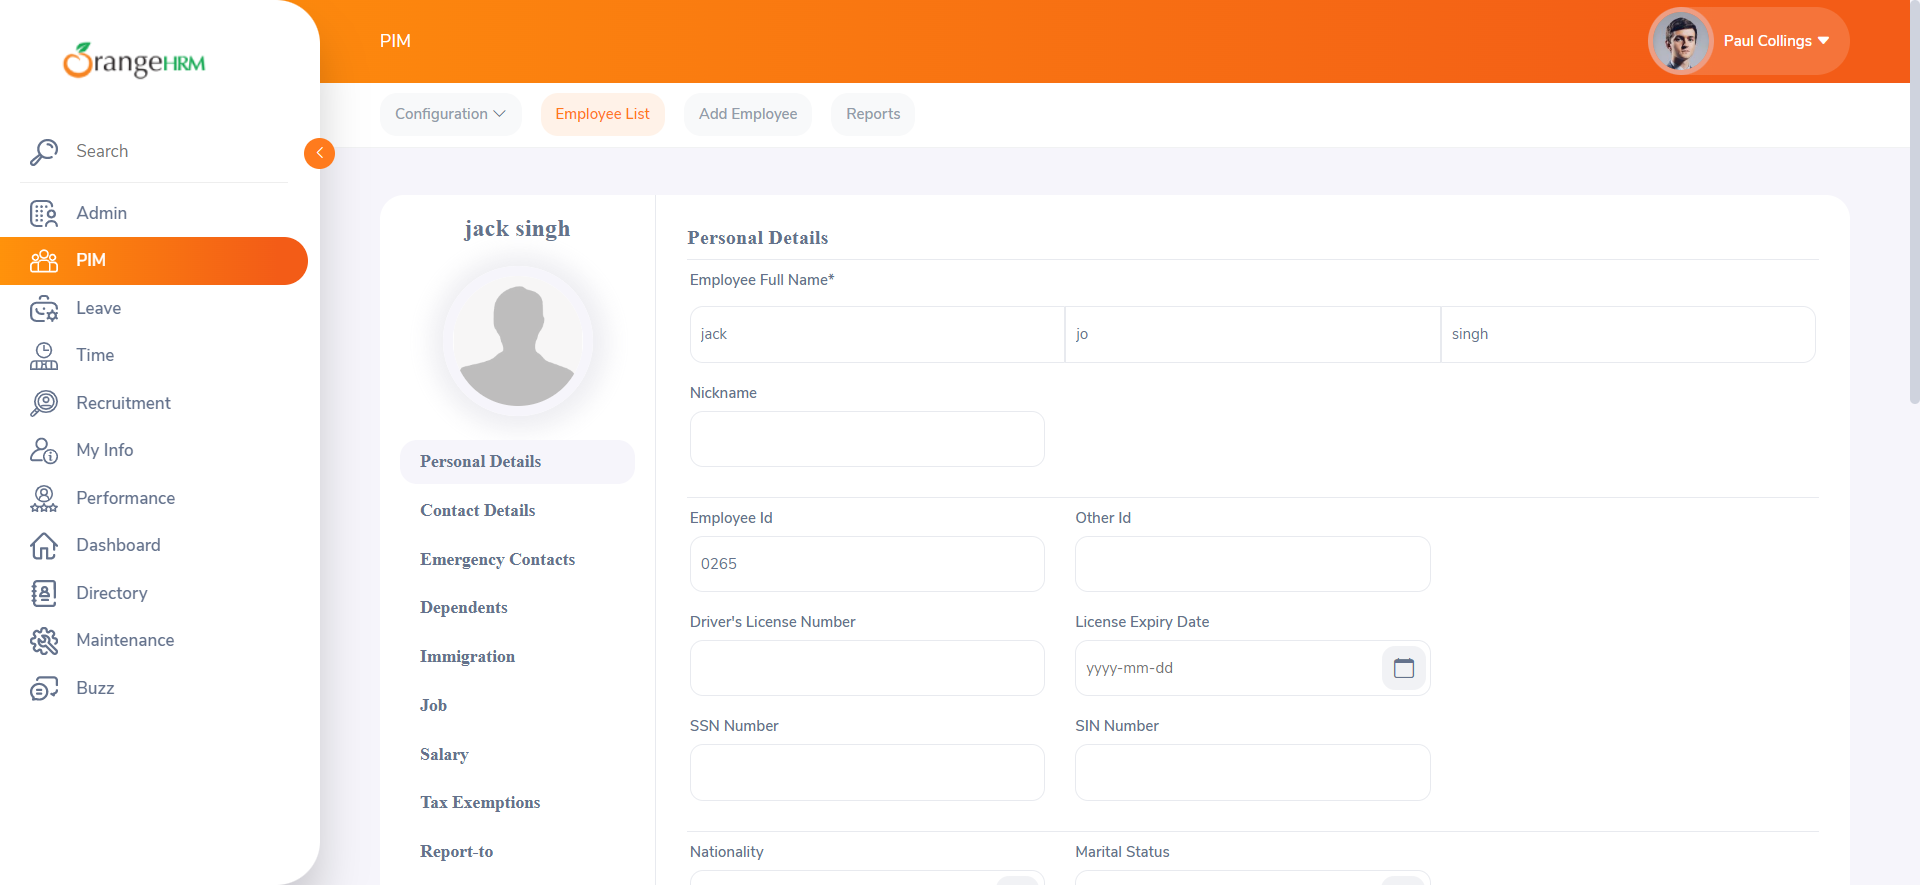 OrangeHRM
PIM
Paul Collings
Configuration
Employee List
Add Employee
Reports
Search
Admin
PIM
Leave
Time
Recruitment
My Info
Performance
Dashboard
Directory
Maintenance
Buzz
jack singh
Personal Details
Contact Details
Emergency Contacts
Dependents
Immigration
Job
Salary
Tax Exemptions
Report-to
Personal Details
Employee Full Name*
jack
jo
singh
Nickname
Employee Id
Other Id
0265
Driver's License Number
License Expiry Date
yyyy-mm-dd
SSN Number
SIN Number
Nationality
Marital Status